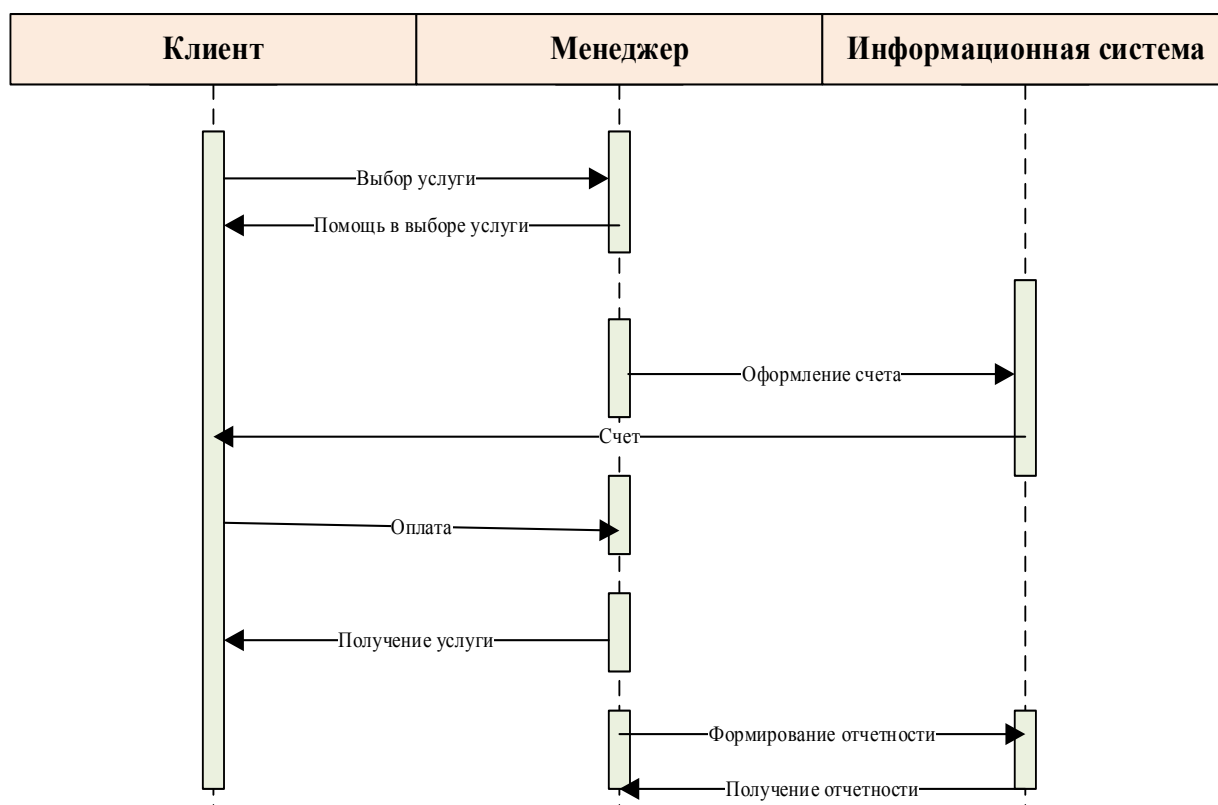 Клиент
Менеджер
Информационная система
Выбор услуги
Помощь в выборе услуги
Оформление счета
Счет
Оплата
Получение услуги
Формирование отчетности
Получение отчетности